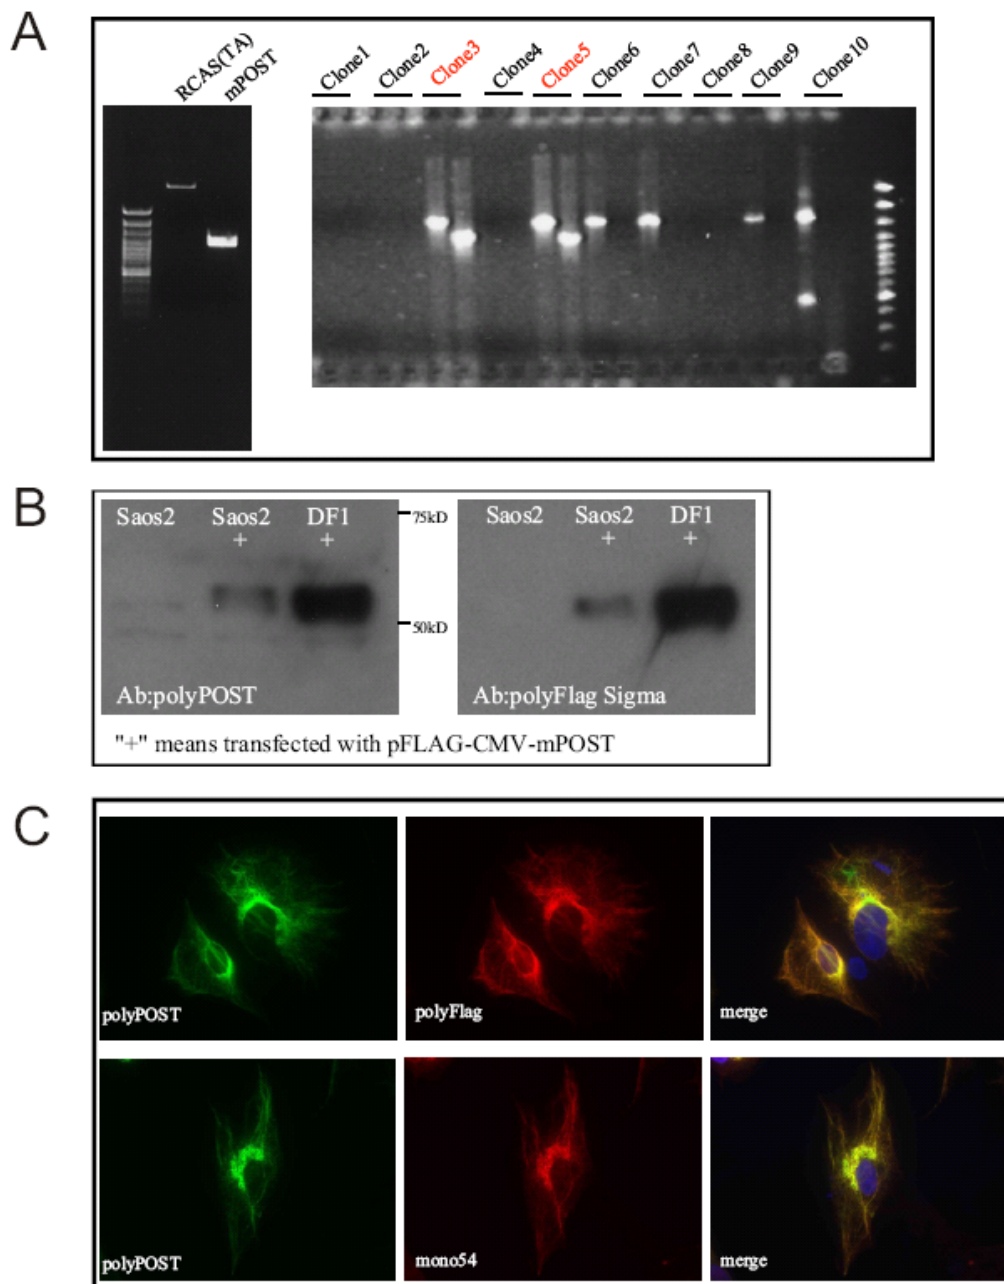 A
RCAS(TA)
mPOST
Clone1
Clone2
Clone3
Clone4
Clone5
Clone6
Clone7
Clone8
Clone9
Clone10
B
Saos2
Saos2
DF1
+
+
75kD
50kD
Ab:polyPOST
Saos2
Saos2
DF1
+
+
Ab:polyFlag Sigma
"+" means transfected with pFLAG-CMV-mPOST
C
polyPOST
polyFlag
merge
polyPOST
mono54
merge